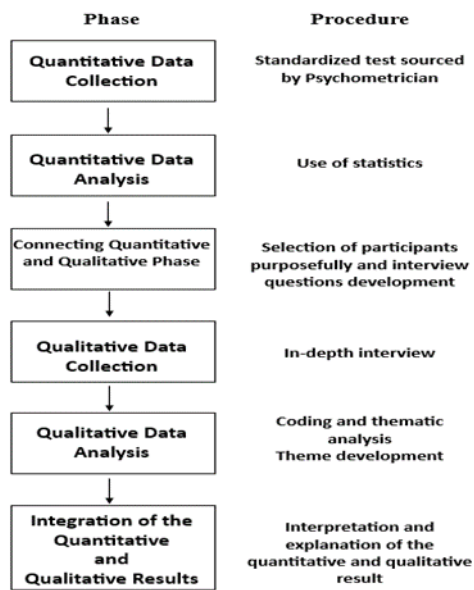 Phase
Procedure
Quantitative Data
Collection
Standardized test sourced
by Psychometrician
Quantitative Data
Analysis
Use of statistics
Connecting Quantitative
and Qualitative Phase
Selection of participants
purposefully and interview
questions development
Qualitative Data
Collection
In-depth interview
Qualitative Data
Analysis
Coding and thematic
analysis
Theme development
Integration of the
Quantitative
and
Qualitative Results
Interpretation and
explanation of the
quantitative and qualitative
result